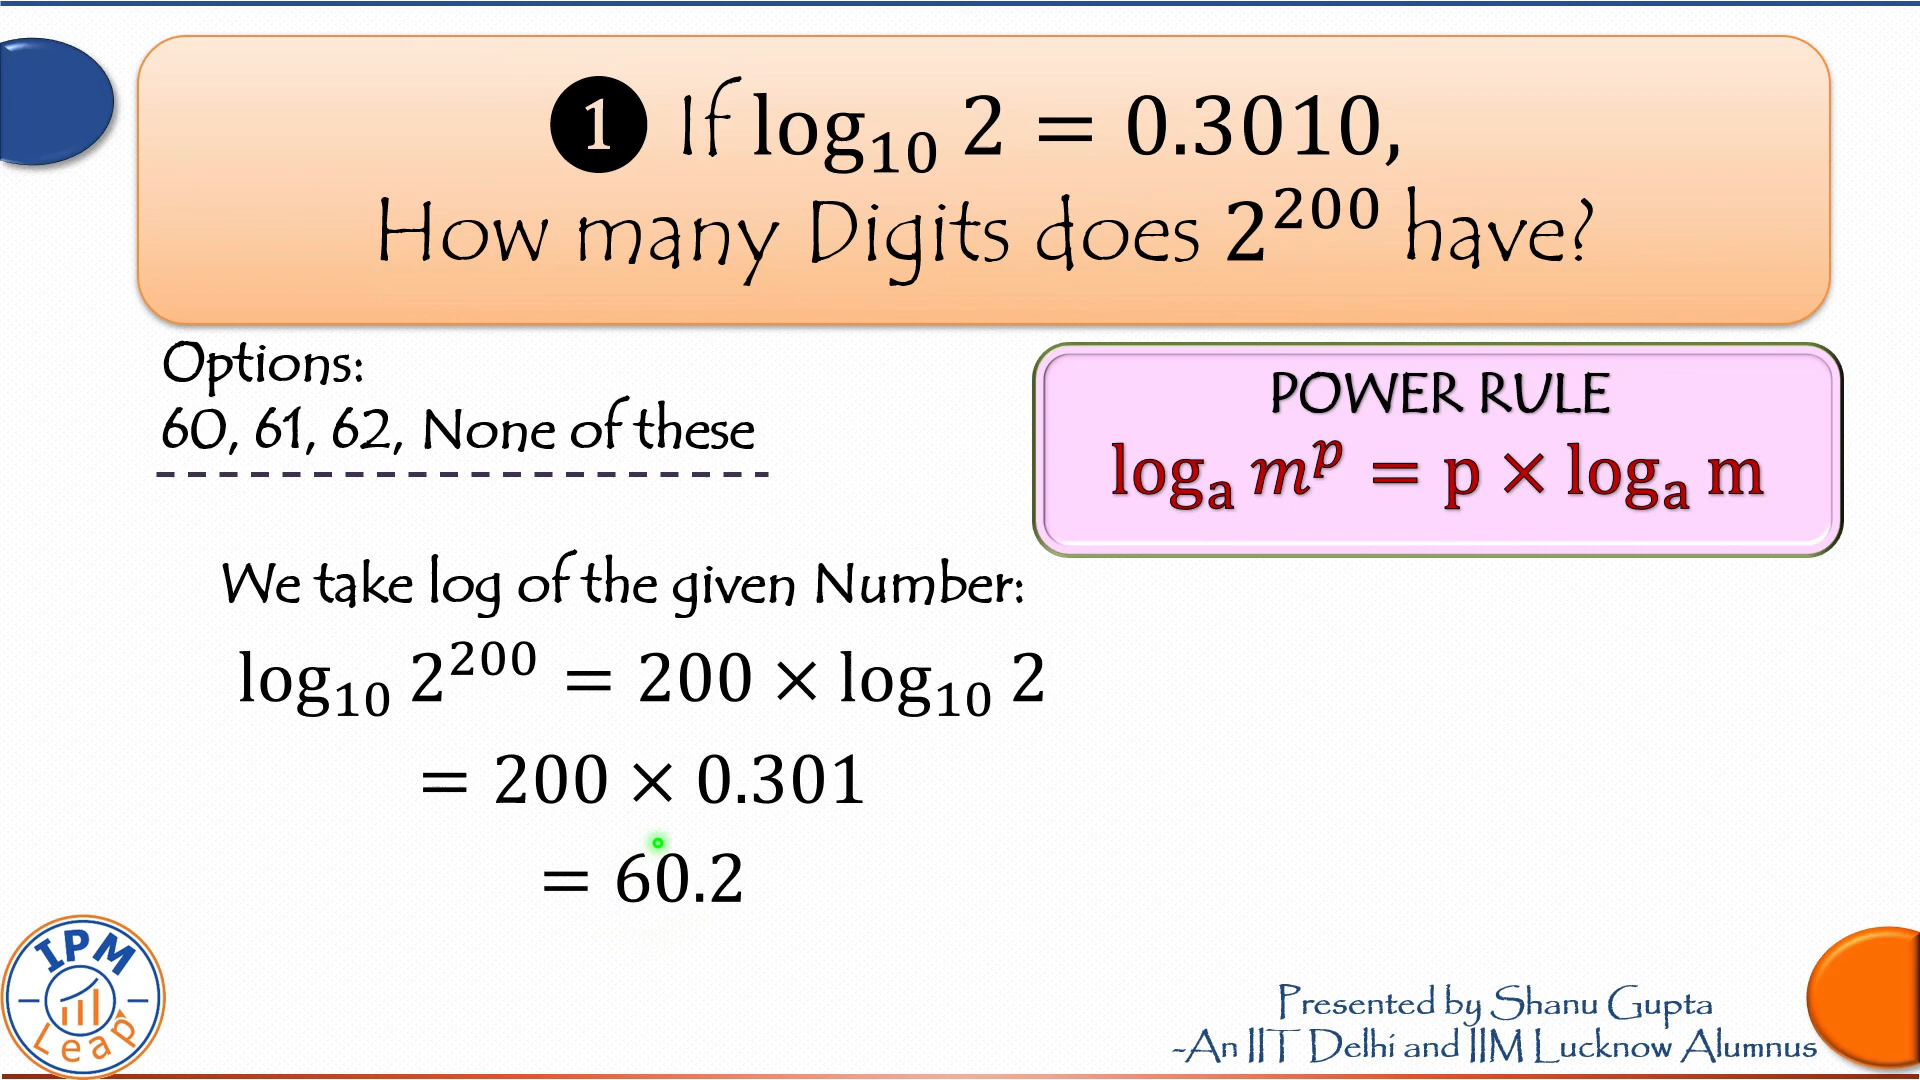 ❶ If log₁₀ 2 = 0.3010,
How many Digits does 2²⁰⁰ have?
Options:
60, 61, 62, None of these
POWER RULE
logₐ mᵖ = p × logₐ m
We take log of the given Number:
log₁₀ 2²⁰⁰ = 200 × log₁₀ 2
= 200 × 0.301
= 60.2
IPM
Leap
Presented by Shanu Gupta
-An IIT Delhi and IIM Lucknow Alumnus